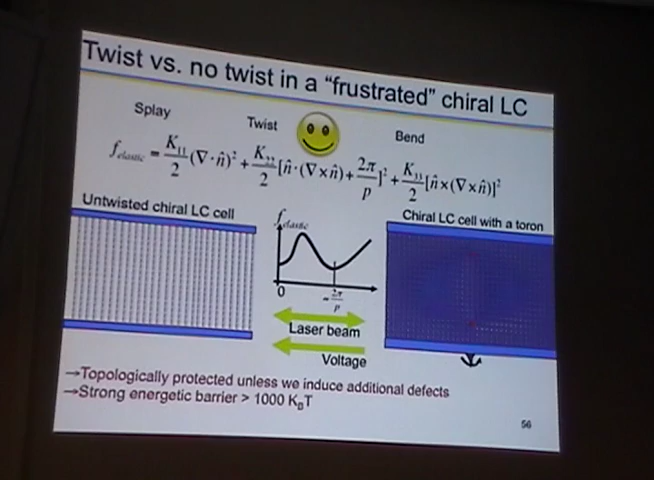 Twist vs. no twist in a “frustrated” chiral LC
Splay
Twist
Bend
f_elastic = K₁₁/2 (∇·n̂)² + K₂₂/2 [n̂·(∇×n̂) + 2π/p]² + K₃₃/2 [n̂×(∇×n̂)]²
Untwisted chiral LC cell
f_elastic
Chiral LC cell with a toron
0
2π/p
Laser beam
Voltage
→Topologically protected unless we induce additional defects
→Strong energetic barrier > 1000 K_BT
56